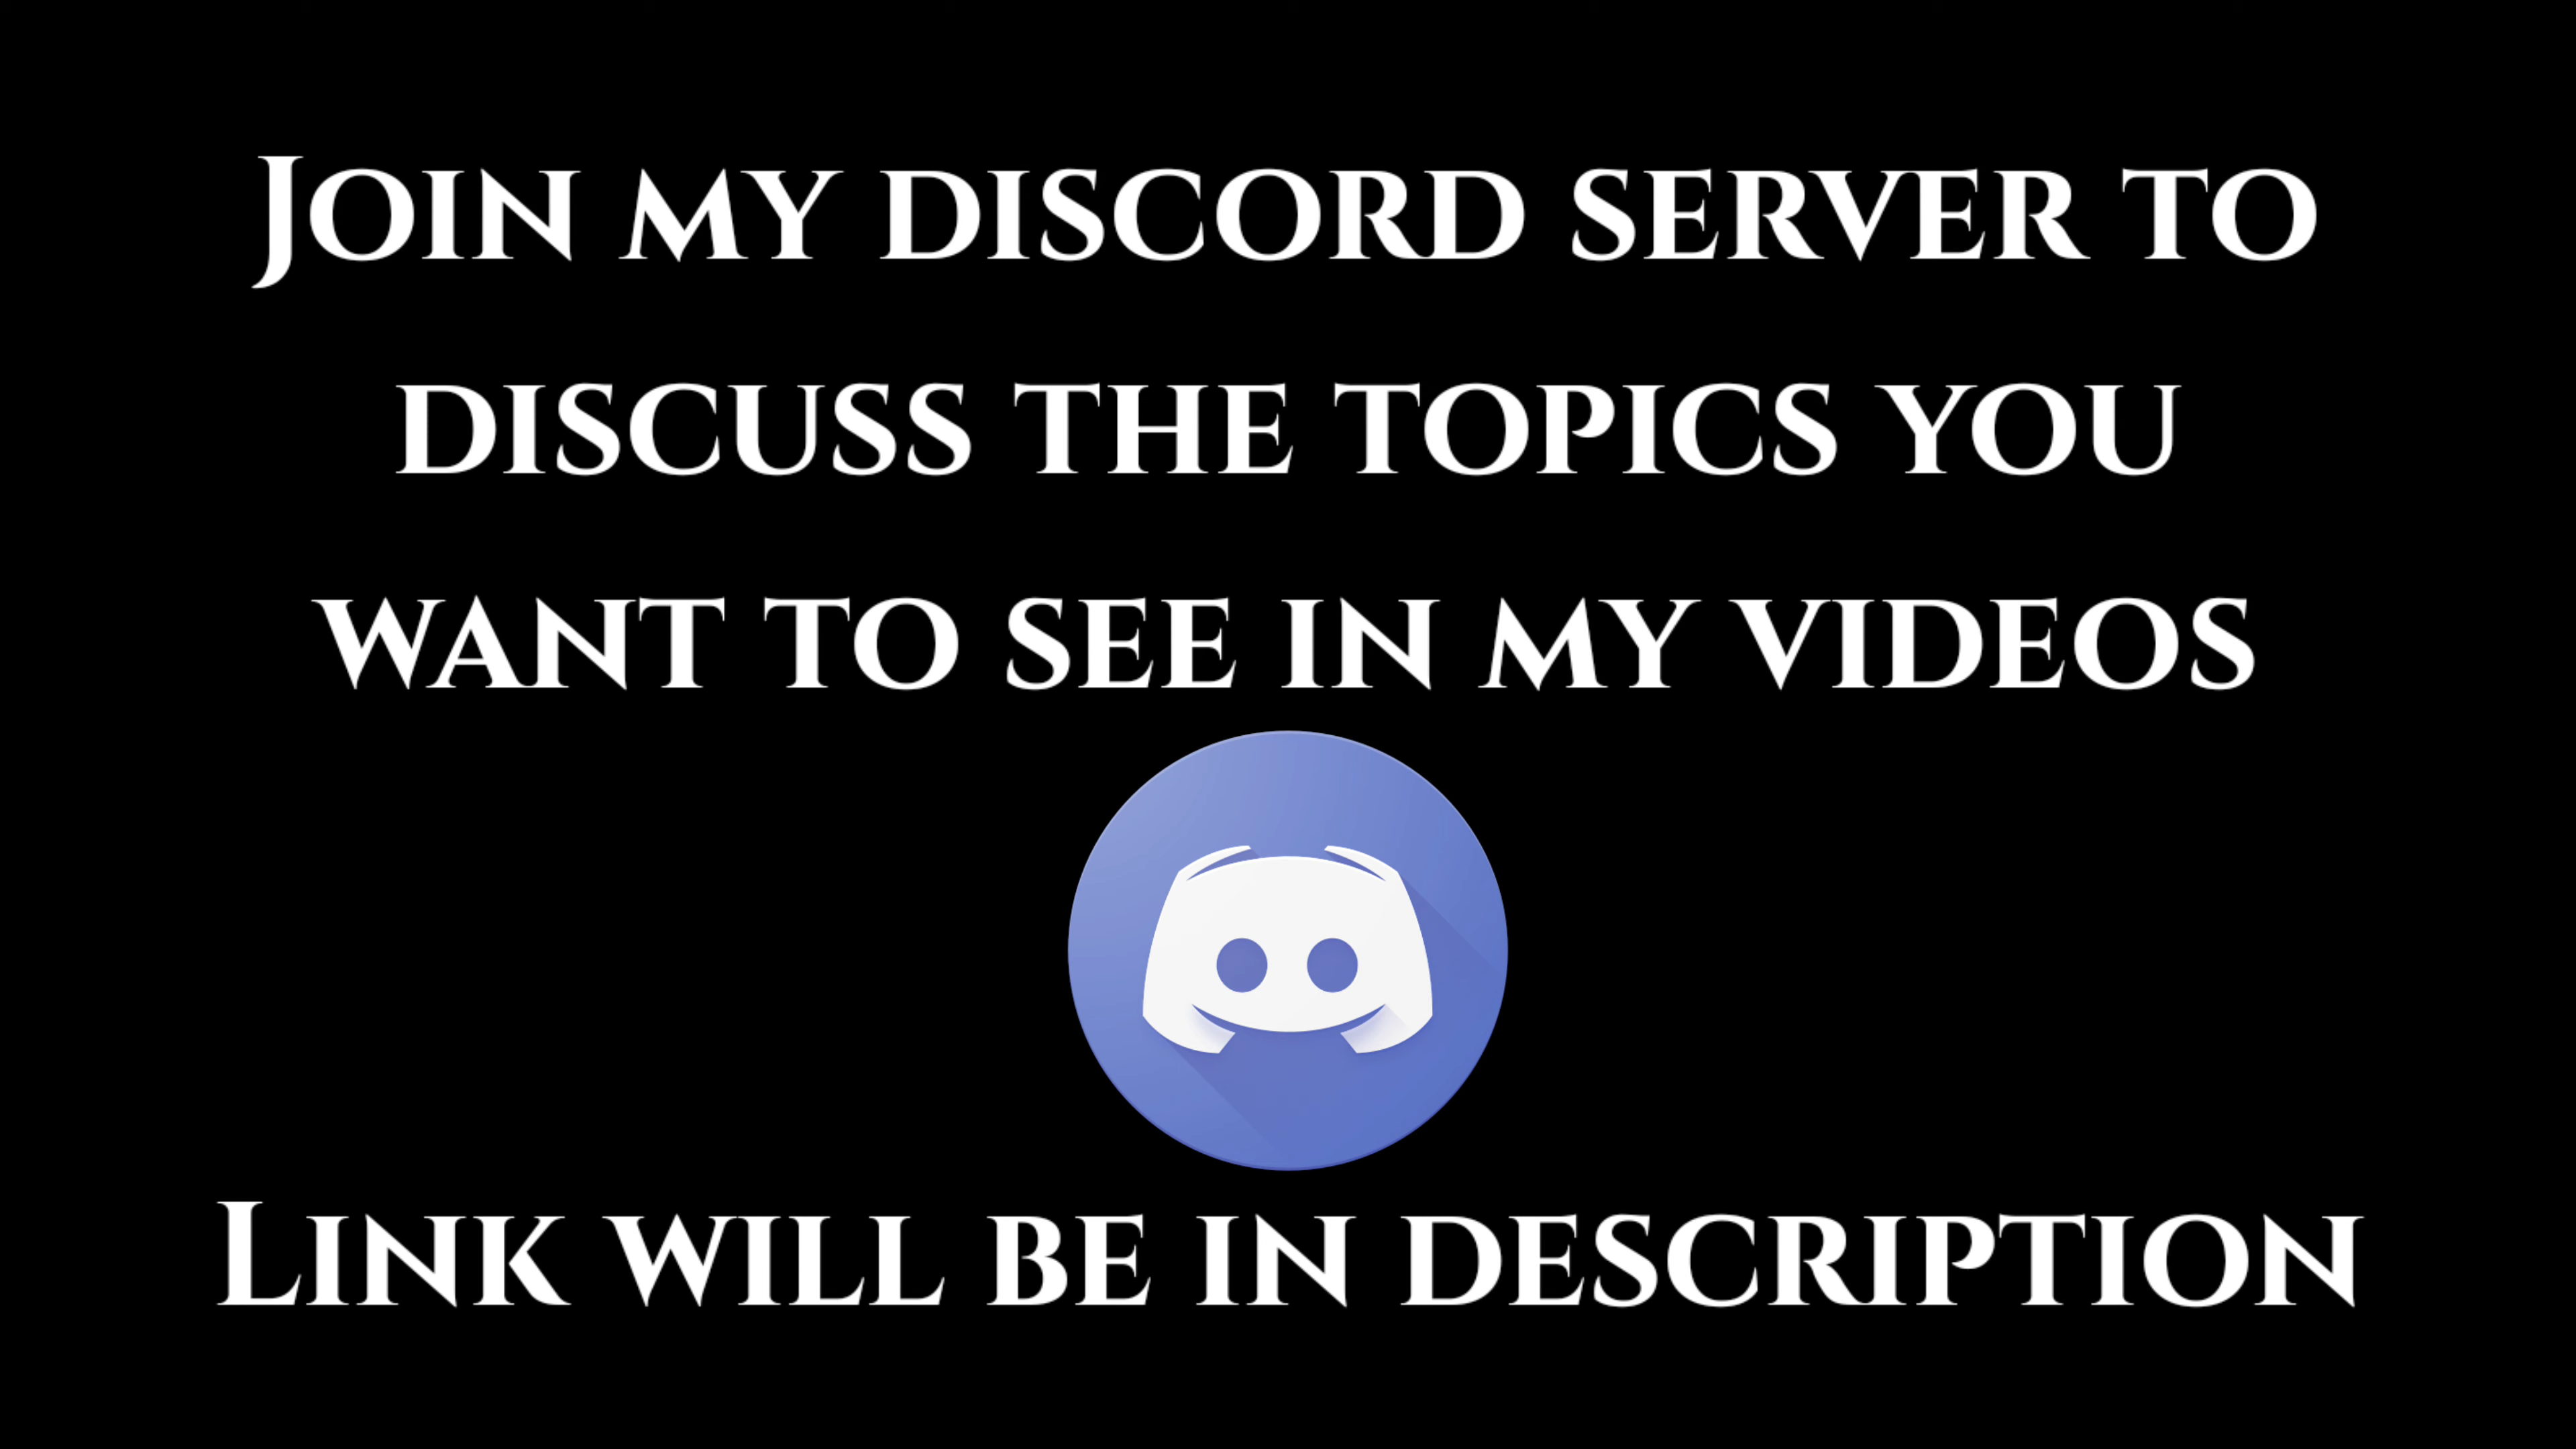 Join my discord server to
discuss the topics you
want to see in my videos
Link will be in description